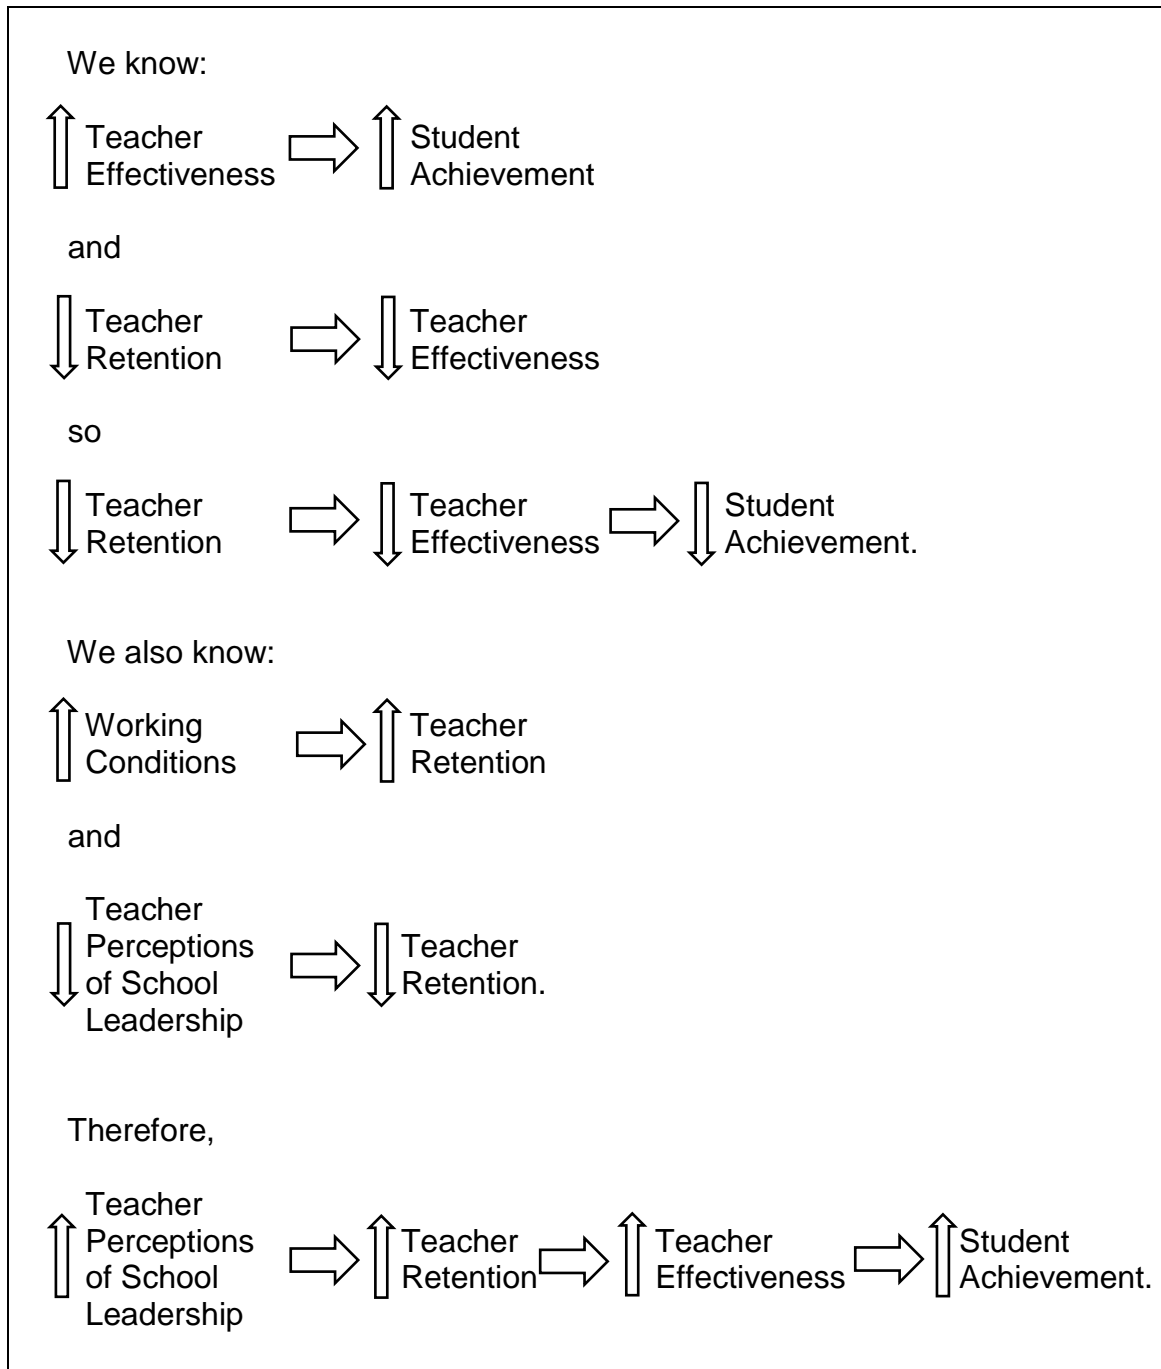 We know:
Teacher Student
Effectiveness Achievement
and
Teacher Teacher
Retention Effectiveness
so
Teacher Teacher Student
Retention Effectiveness Achievement.
We also know:
Working Teacher
Conditions Retention
and
Teacher
Perceptions Teacher
of School Retention.
Leadership
Therefore,
Teacher
Perceptions Teacher Teacher Student
of School Retention Effectiveness Achievement.
Leadership